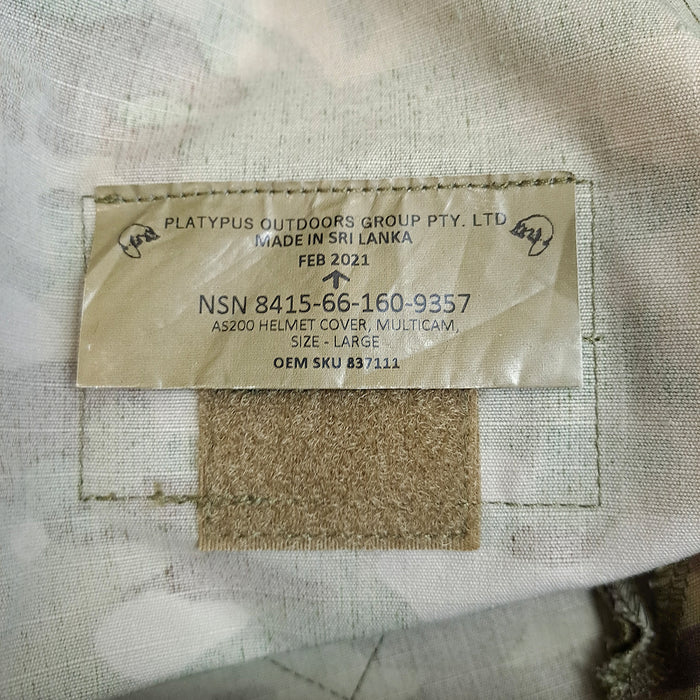 PLATYPUS OUTDOORS GROUP PTY. LTD
MADE IN SRI LANKA
FEB 2021
NSN 8415-66-160-9357
AS200 HELMET COVER, MULTICAM,
SIZE - LARGE
OEM SKU 837111